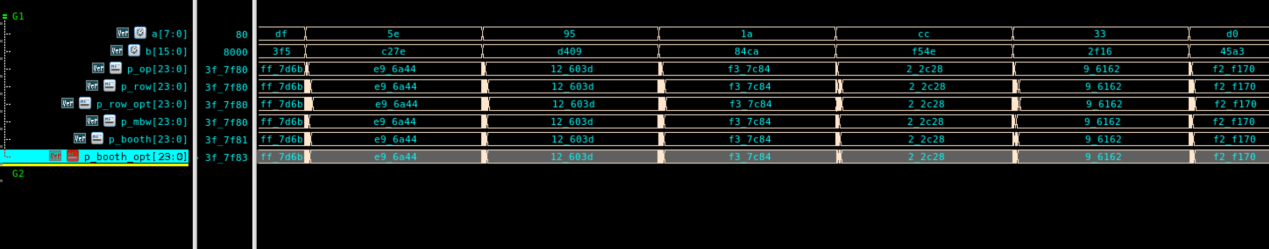 G1
a[7:0] 80 df 5e 95 1a cc 33 d0
b[15:0] 8000 3f5 c27e d409 84ca f54e 2f16 45a3
p_op[23:0] 3f_7f80 ff_7d6b e9_6a44 12_603d f3_7c84 2_2c28 9_6162 f2_f170
p_row[23:0] 3f_7f80 ff_7d6b e9_6a44 12_603d f3_7c84 2_2c28 9_6162 f2_f170
p_row_opt[23:0] 3f_7f80 ff_7d6b e9_6a44 12_603d f3_7c84 2_2c28 9_6162 f2_f170
p_mbw[23:0] 3f_7f80 ff_7d6b e9_6a44 12_603d f3_7c84 2_2c28 9_6162 f2_f170
p_booth[23:0] 3f_7f81 ff_7d6b e9_6a44 12_603d f3_7c84 2_2c28 9_6162 f2_f170
p_booth_opt[23:0] 3f_7f83 ff_7d6b e9_6a44 12_603d f3_7c84 2_2c28 9_6162 f2_f170
G2